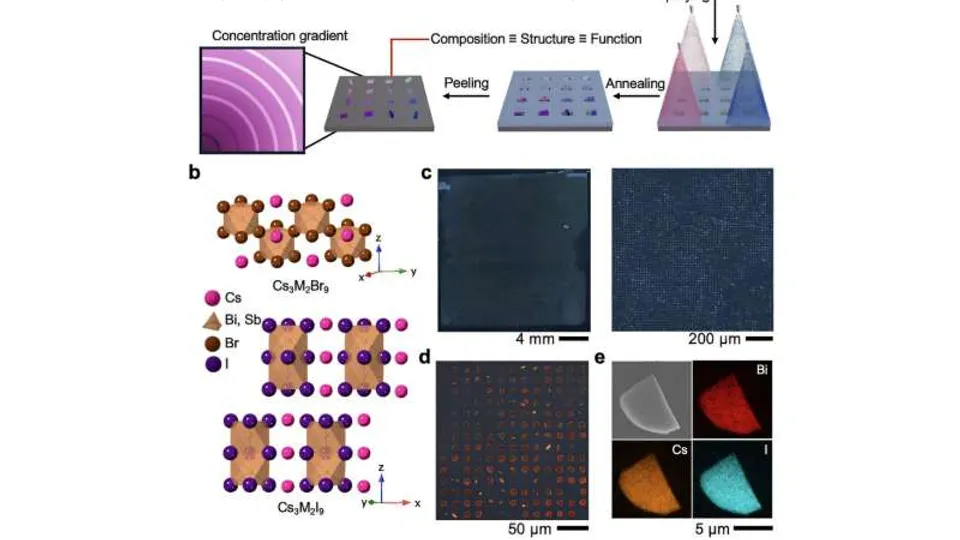 Concentration gradient
Composition ≡ Structure ≡ Function
Peeling
Annealing
b
z
x
y
Cs3M2Br9
Cs
Bi, Sb
Br
I
z
y
x
Cs3M2I9
c
4 mm
200 µm
d
50 µm
e
Bi
Cs
I
5 µm